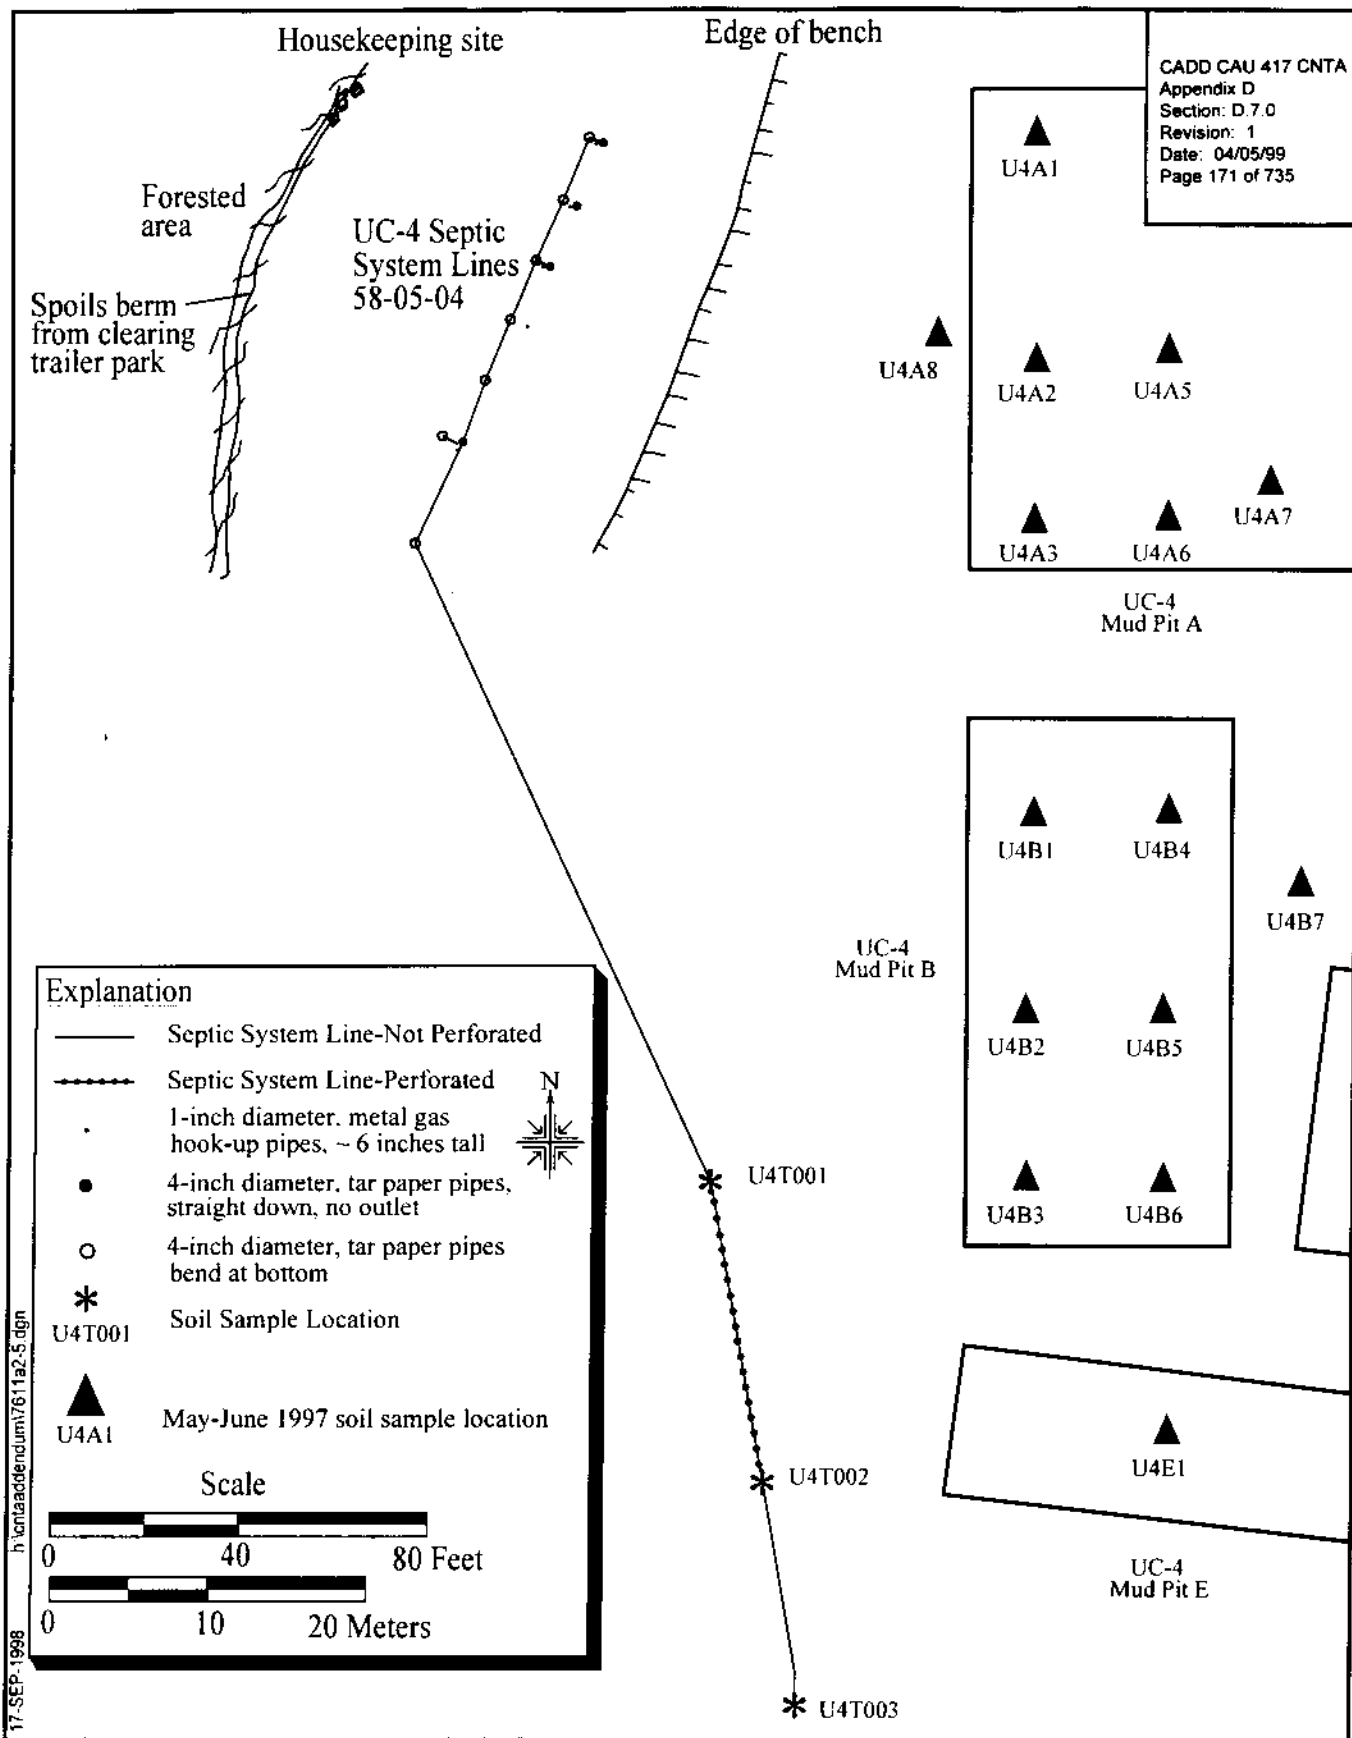 Housekeeping site
Edge of bench
CADD CAU 417 CNTA
Appendix D
Section: D.7.0
Revision: 1
Date: 04/05/99
Page 171 of 735
U4A1
Forested
area
UC-4 Septic
System Lines
58-05-04
Spoils berm
from clearing
trailer park
U4A8
U4A2
U4A5
U4A7
U4A3
U4A6
UC-4
Mud Pit A
U4B1
U4B4
U4B7
UC-4
Mud Pit B
U4B2
U4B5
U4B3
U4B6
Explanation
Septic System Line-Not Perforated
Septic System Line-Perforated
N
1-inch diameter, metal gas
hook-up pipes, ~ 6 inches tall
4-inch diameter, tar paper pipes,
straight down, no outlet
4-inch diameter, tar paper pipes
bend at bottom
U4T001
Soil Sample Location
U4A1
May-June 1997 soil sample location
Scale
0 40 80 Feet
0 10 20 Meters
U4T001
U4T002
U4T003
U4E1
UC-4
Mud Pit E
17-SEP-1998 h:\cntaaddendum\7611a2-5.dgn